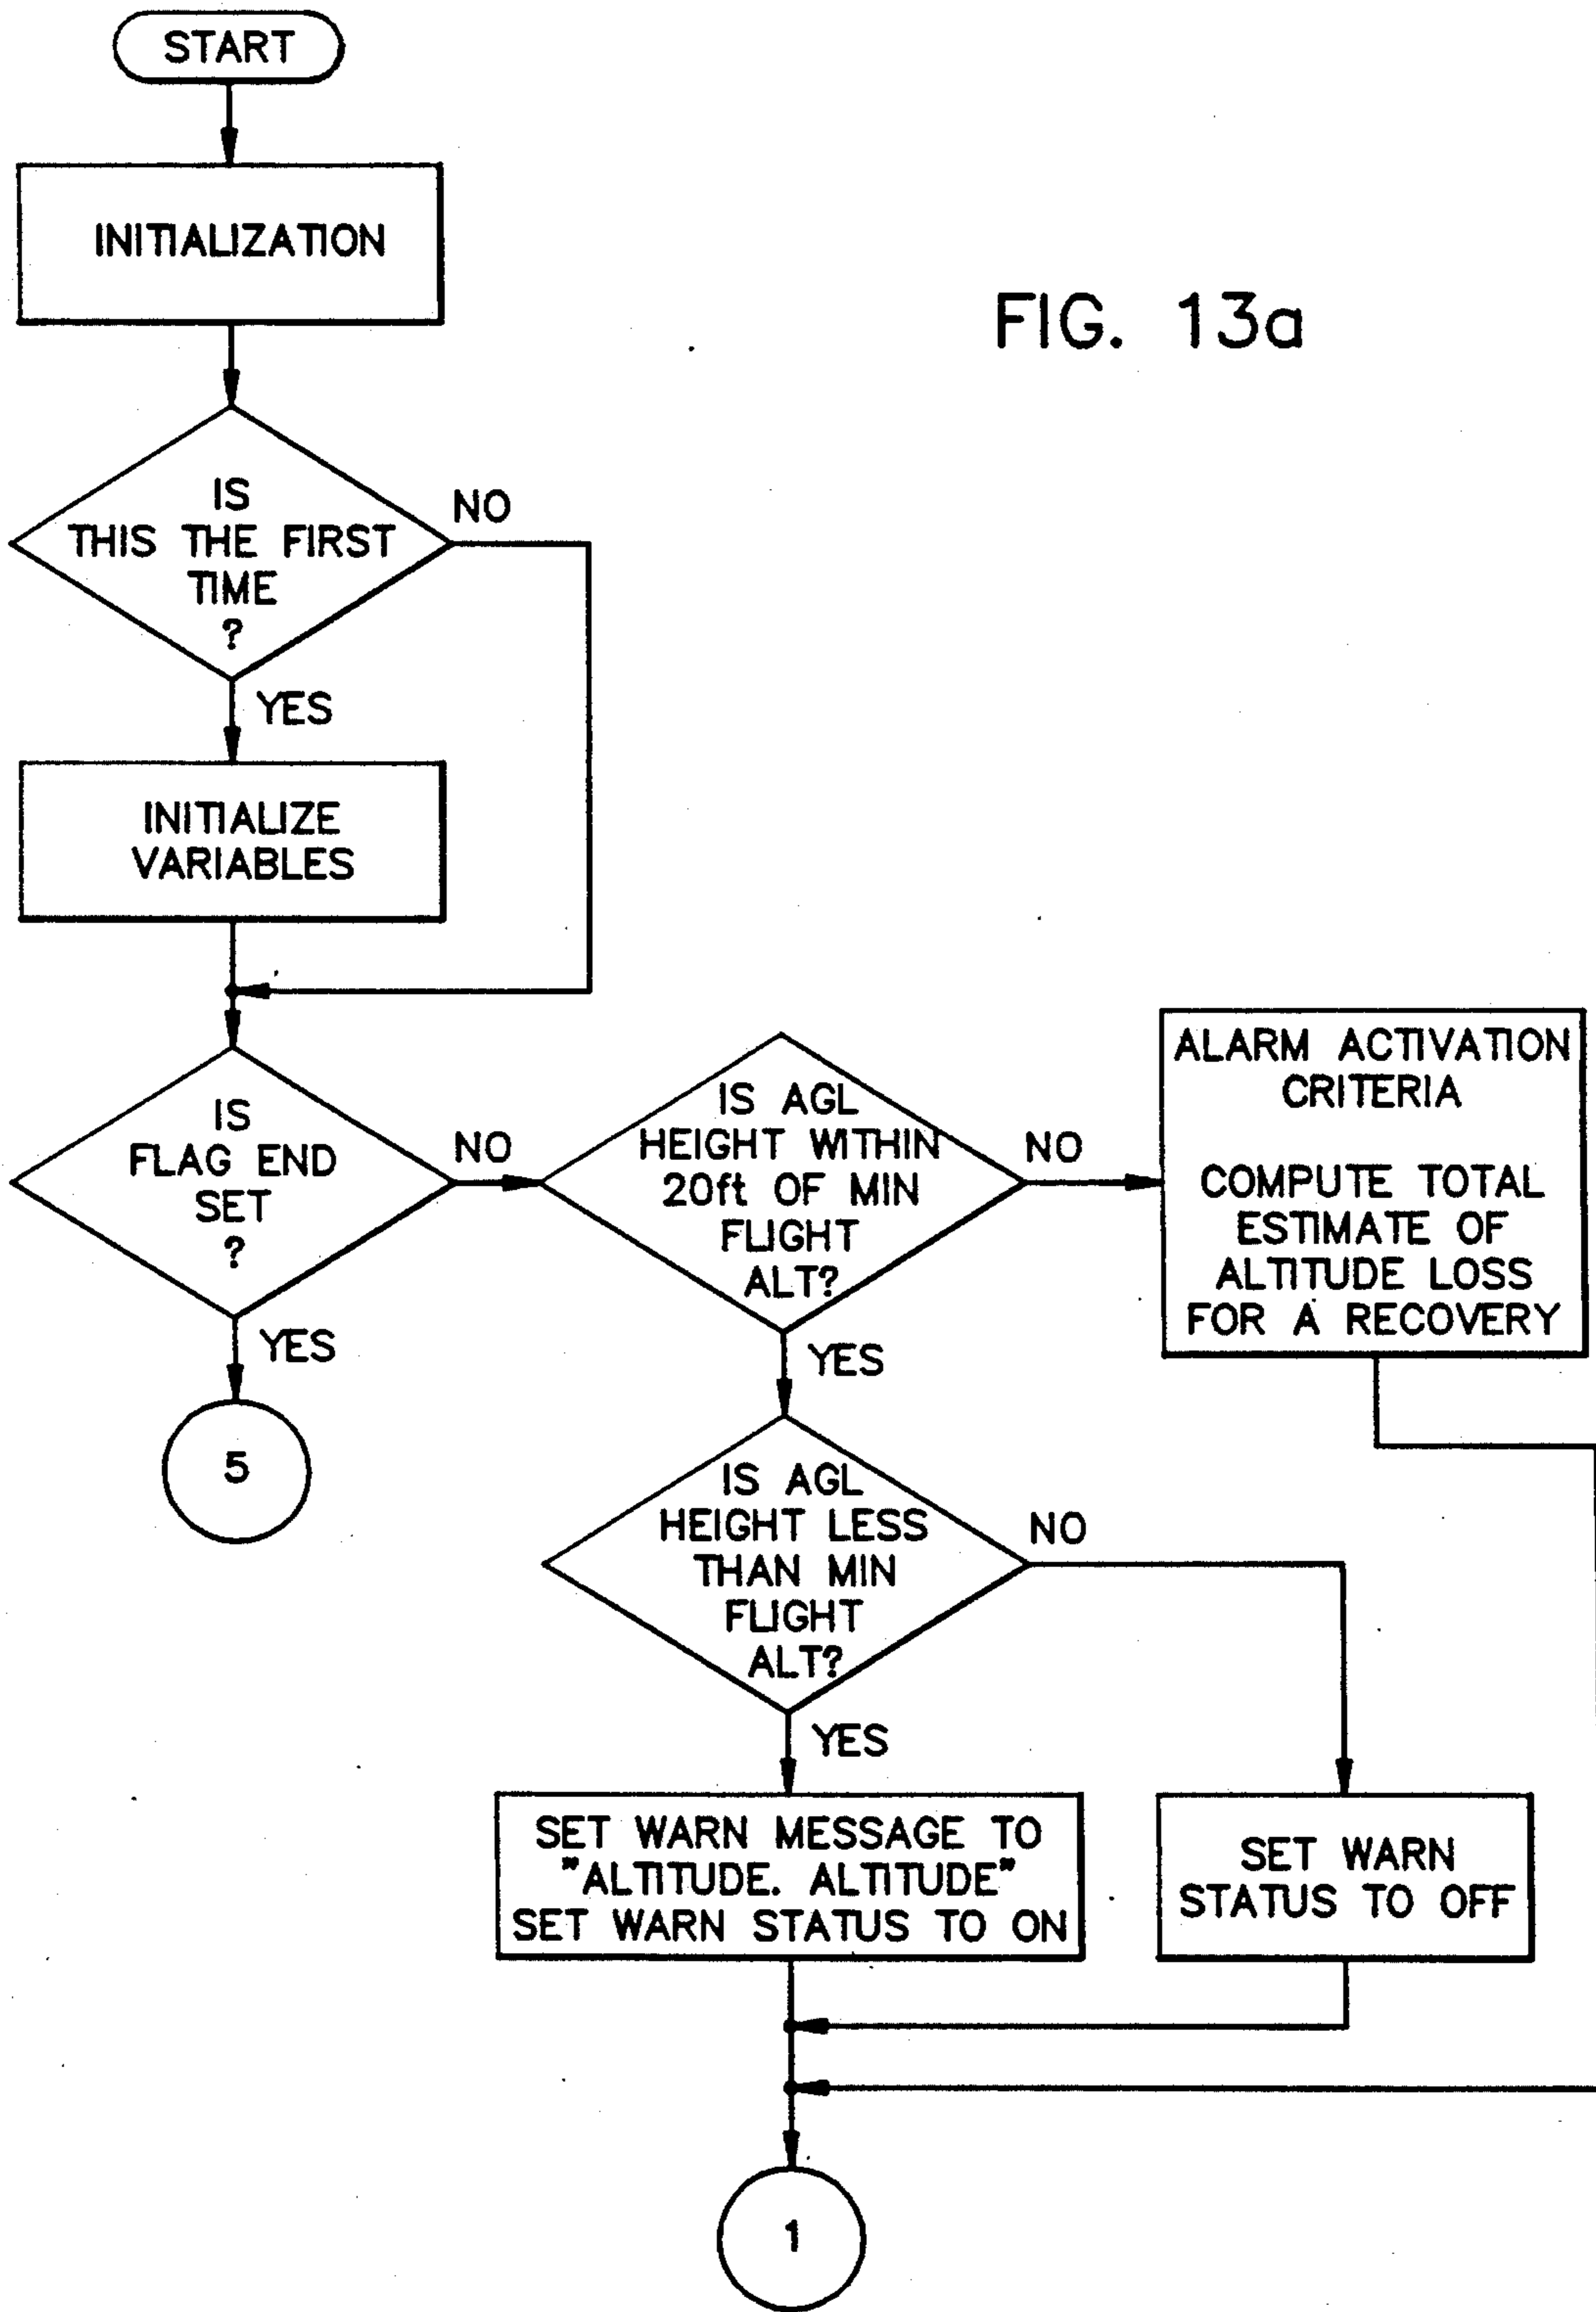 START
INITIALIZATION
FIG. 13a
IS
THIS THE FIRST
TIME
?
NO
YES
INITIALIZE
VARIABLES
IS
FLAG END
SET
?
NO
YES
5
IS AGL
HEIGHT WITHIN
20ft OF MIN
FLIGHT
ALT?
NO
YES
ALARM ACTIVATION
CRITERIA
COMPUTE TOTAL
ESTIMATE OF
ALTITUDE LOSS
FOR A RECOVERY
IS AGL
HEIGHT LESS
THAN MIN
FLIGHT
ALT?
NO
YES
SET WARN MESSAGE TO
"ALTITUDE. ALTITUDE"
SET WARN STATUS TO ON
SET WARN
STATUS TO OFF
1